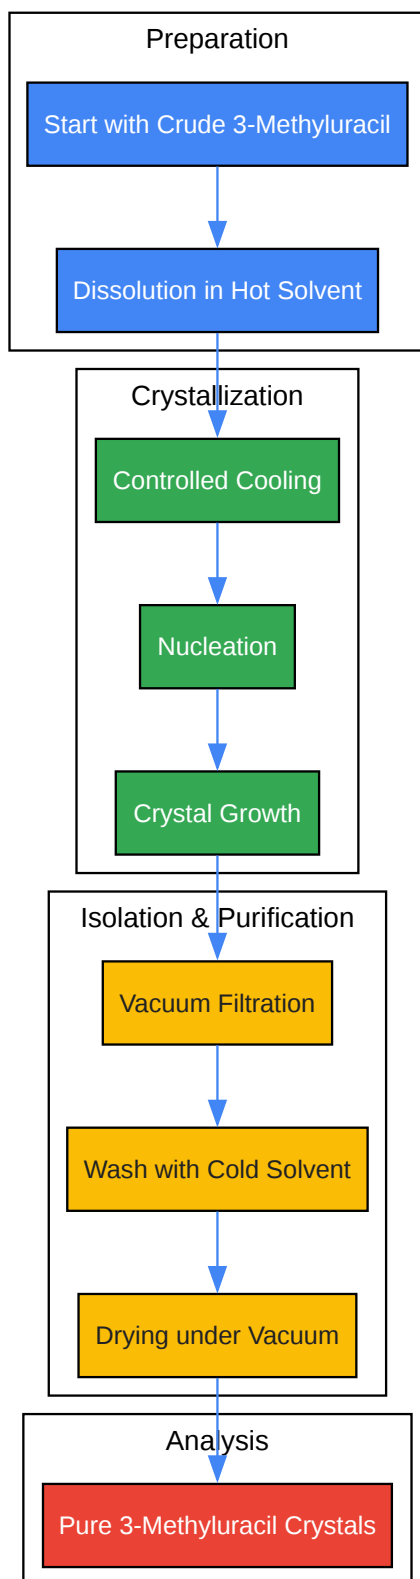 Preparation
Start with Crude 3-Methyluracil
Dissolution in Hot Solvent
Crystallization
Controlled Cooling
Nucleation
Crystal Growth
Isolation & Purification
Vacuum Filtration
Wash with Cold Solvent
Drying under Vacuum
Analysis
Pure 3-Methyluracil Crystals